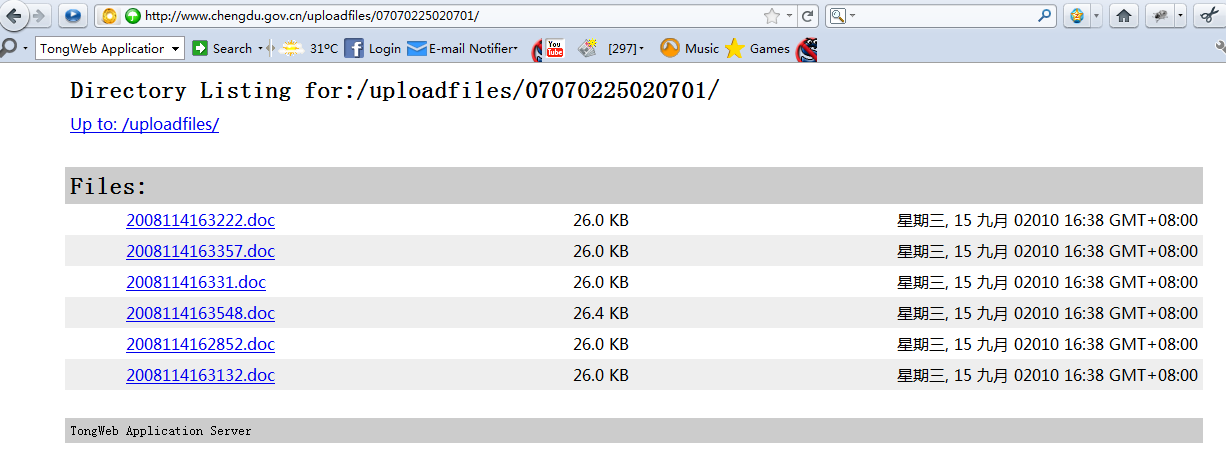 http://www.chengdu.gov.cn/uploadfiles/07070225020701/
TongWeb Application Search 31°C Login E-mail Notifier You Tube [297] Music Games
Directory Listing for:/uploadfiles/07070225020701/
Up to: /uploadfiles/
Files:
2008114163222.doc 26.0 KB 星期三, 15 九月 02010 16:38 GMT+08:00
2008114163357.doc 26.0 KB 星期三, 15 九月 02010 16:38 GMT+08:00
200811416331.doc 26.0 KB 星期三, 15 九月 02010 16:38 GMT+08:00
2008114163548.doc 26.4 KB 星期三, 15 九月 02010 16:38 GMT+08:00
2008114162852.doc 26.0 KB 星期三, 15 九月 02010 16:38 GMT+08:00
2008114163132.doc 26.0 KB 星期三, 15 九月 02010 16:38 GMT+08:00
TongWeb Application Server